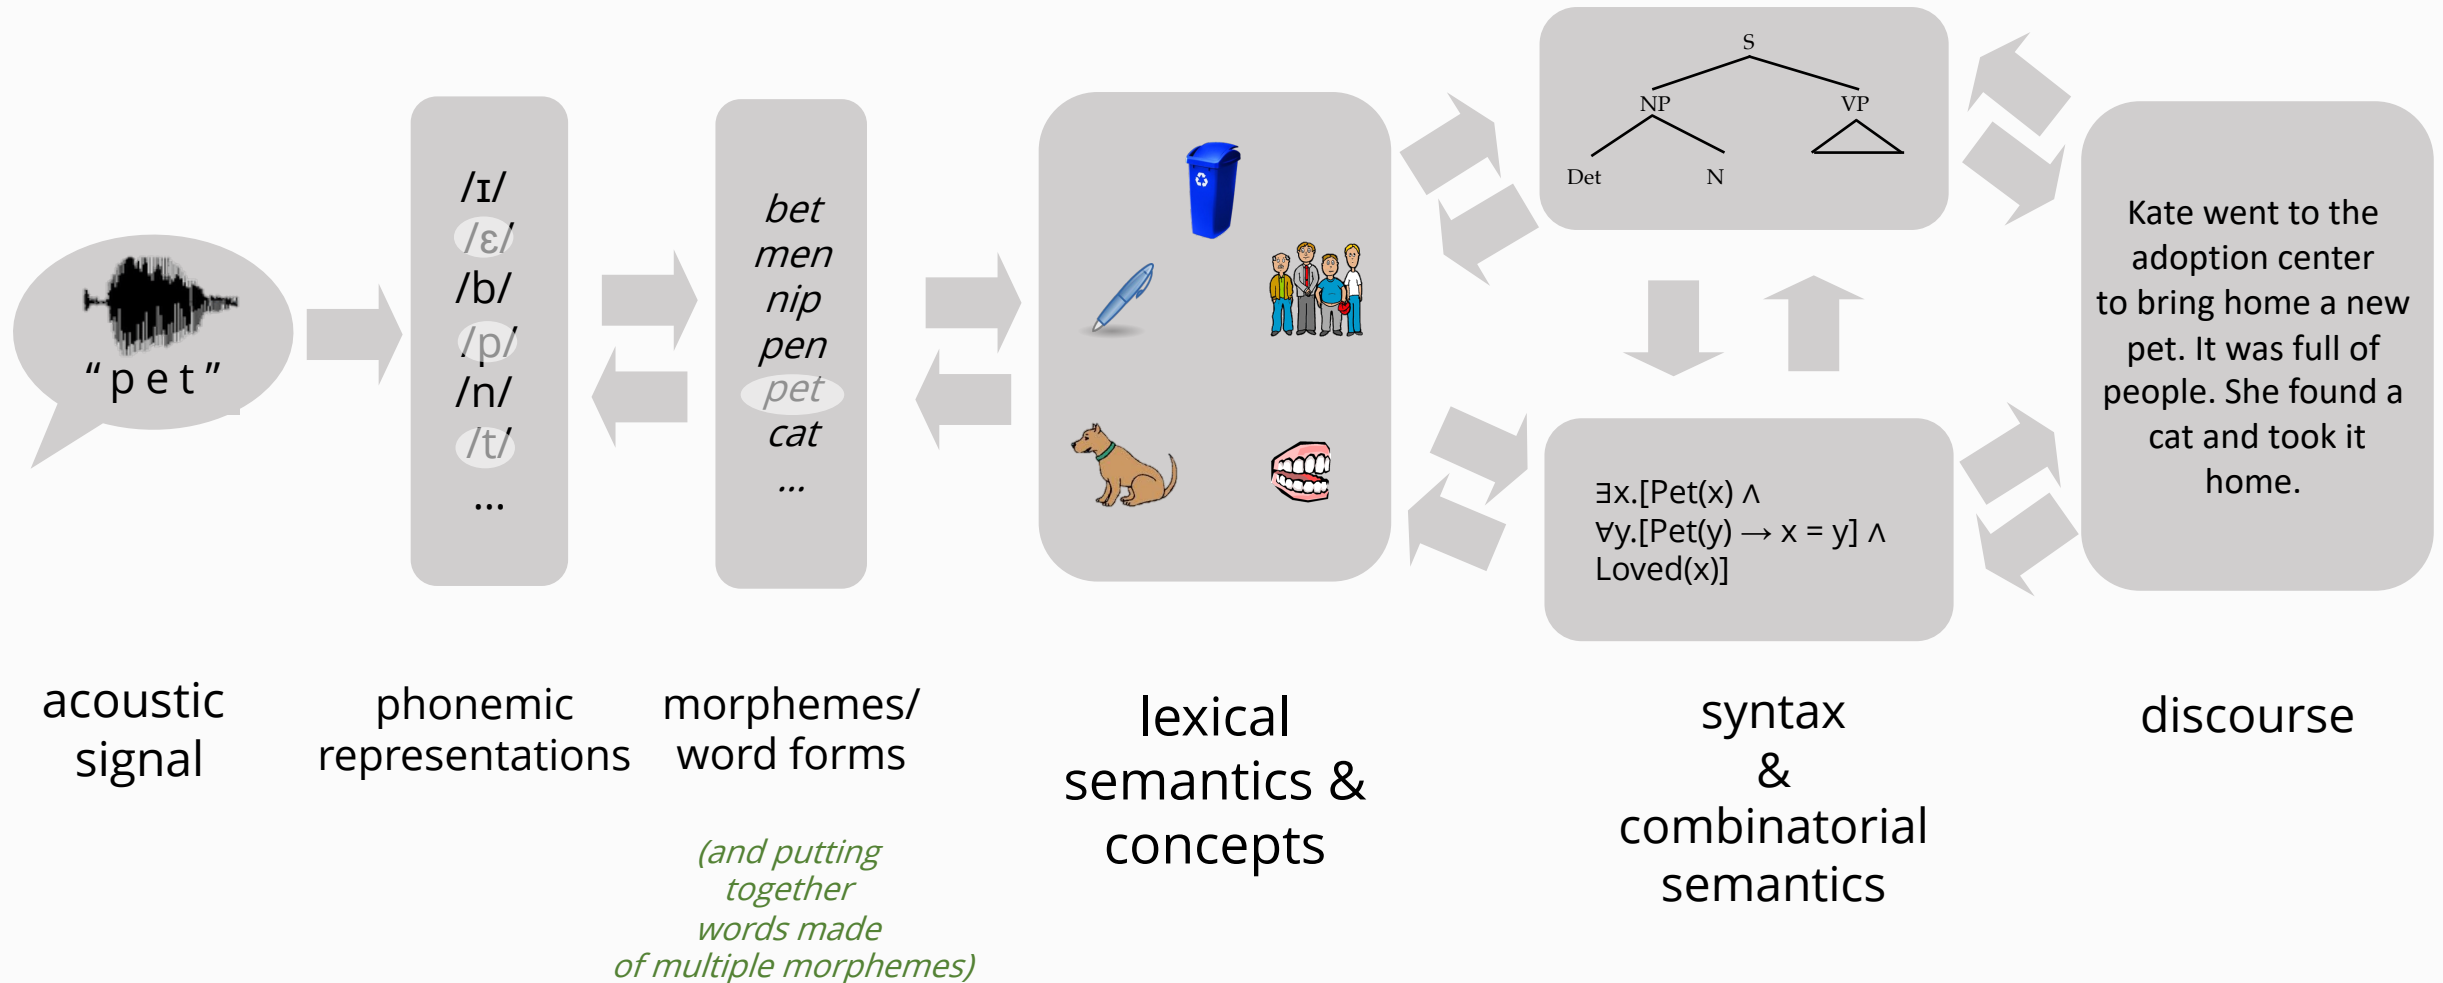 “ p e t ”
/ɪ/
/ɛ/
/b/
/p/
/n/
/t/
...
bet
men
nip
pen
pet
cat
...
S
NP VP
Det N
∃x.[Pet(x) ∧
∀y.[Pet(y) → x = y] ∧
Loved(x)]
Kate went to the
adoption center
to bring home a new
pet. It was full of
people. She found a
cat and took it
home.
acoustic
signal
phonemic
representations
morphemes/
word forms
(and putting
together
words made
of multiple morphemes)
lexical
semantics &
concepts
syntax
&
combinatorial
semantics
discourse